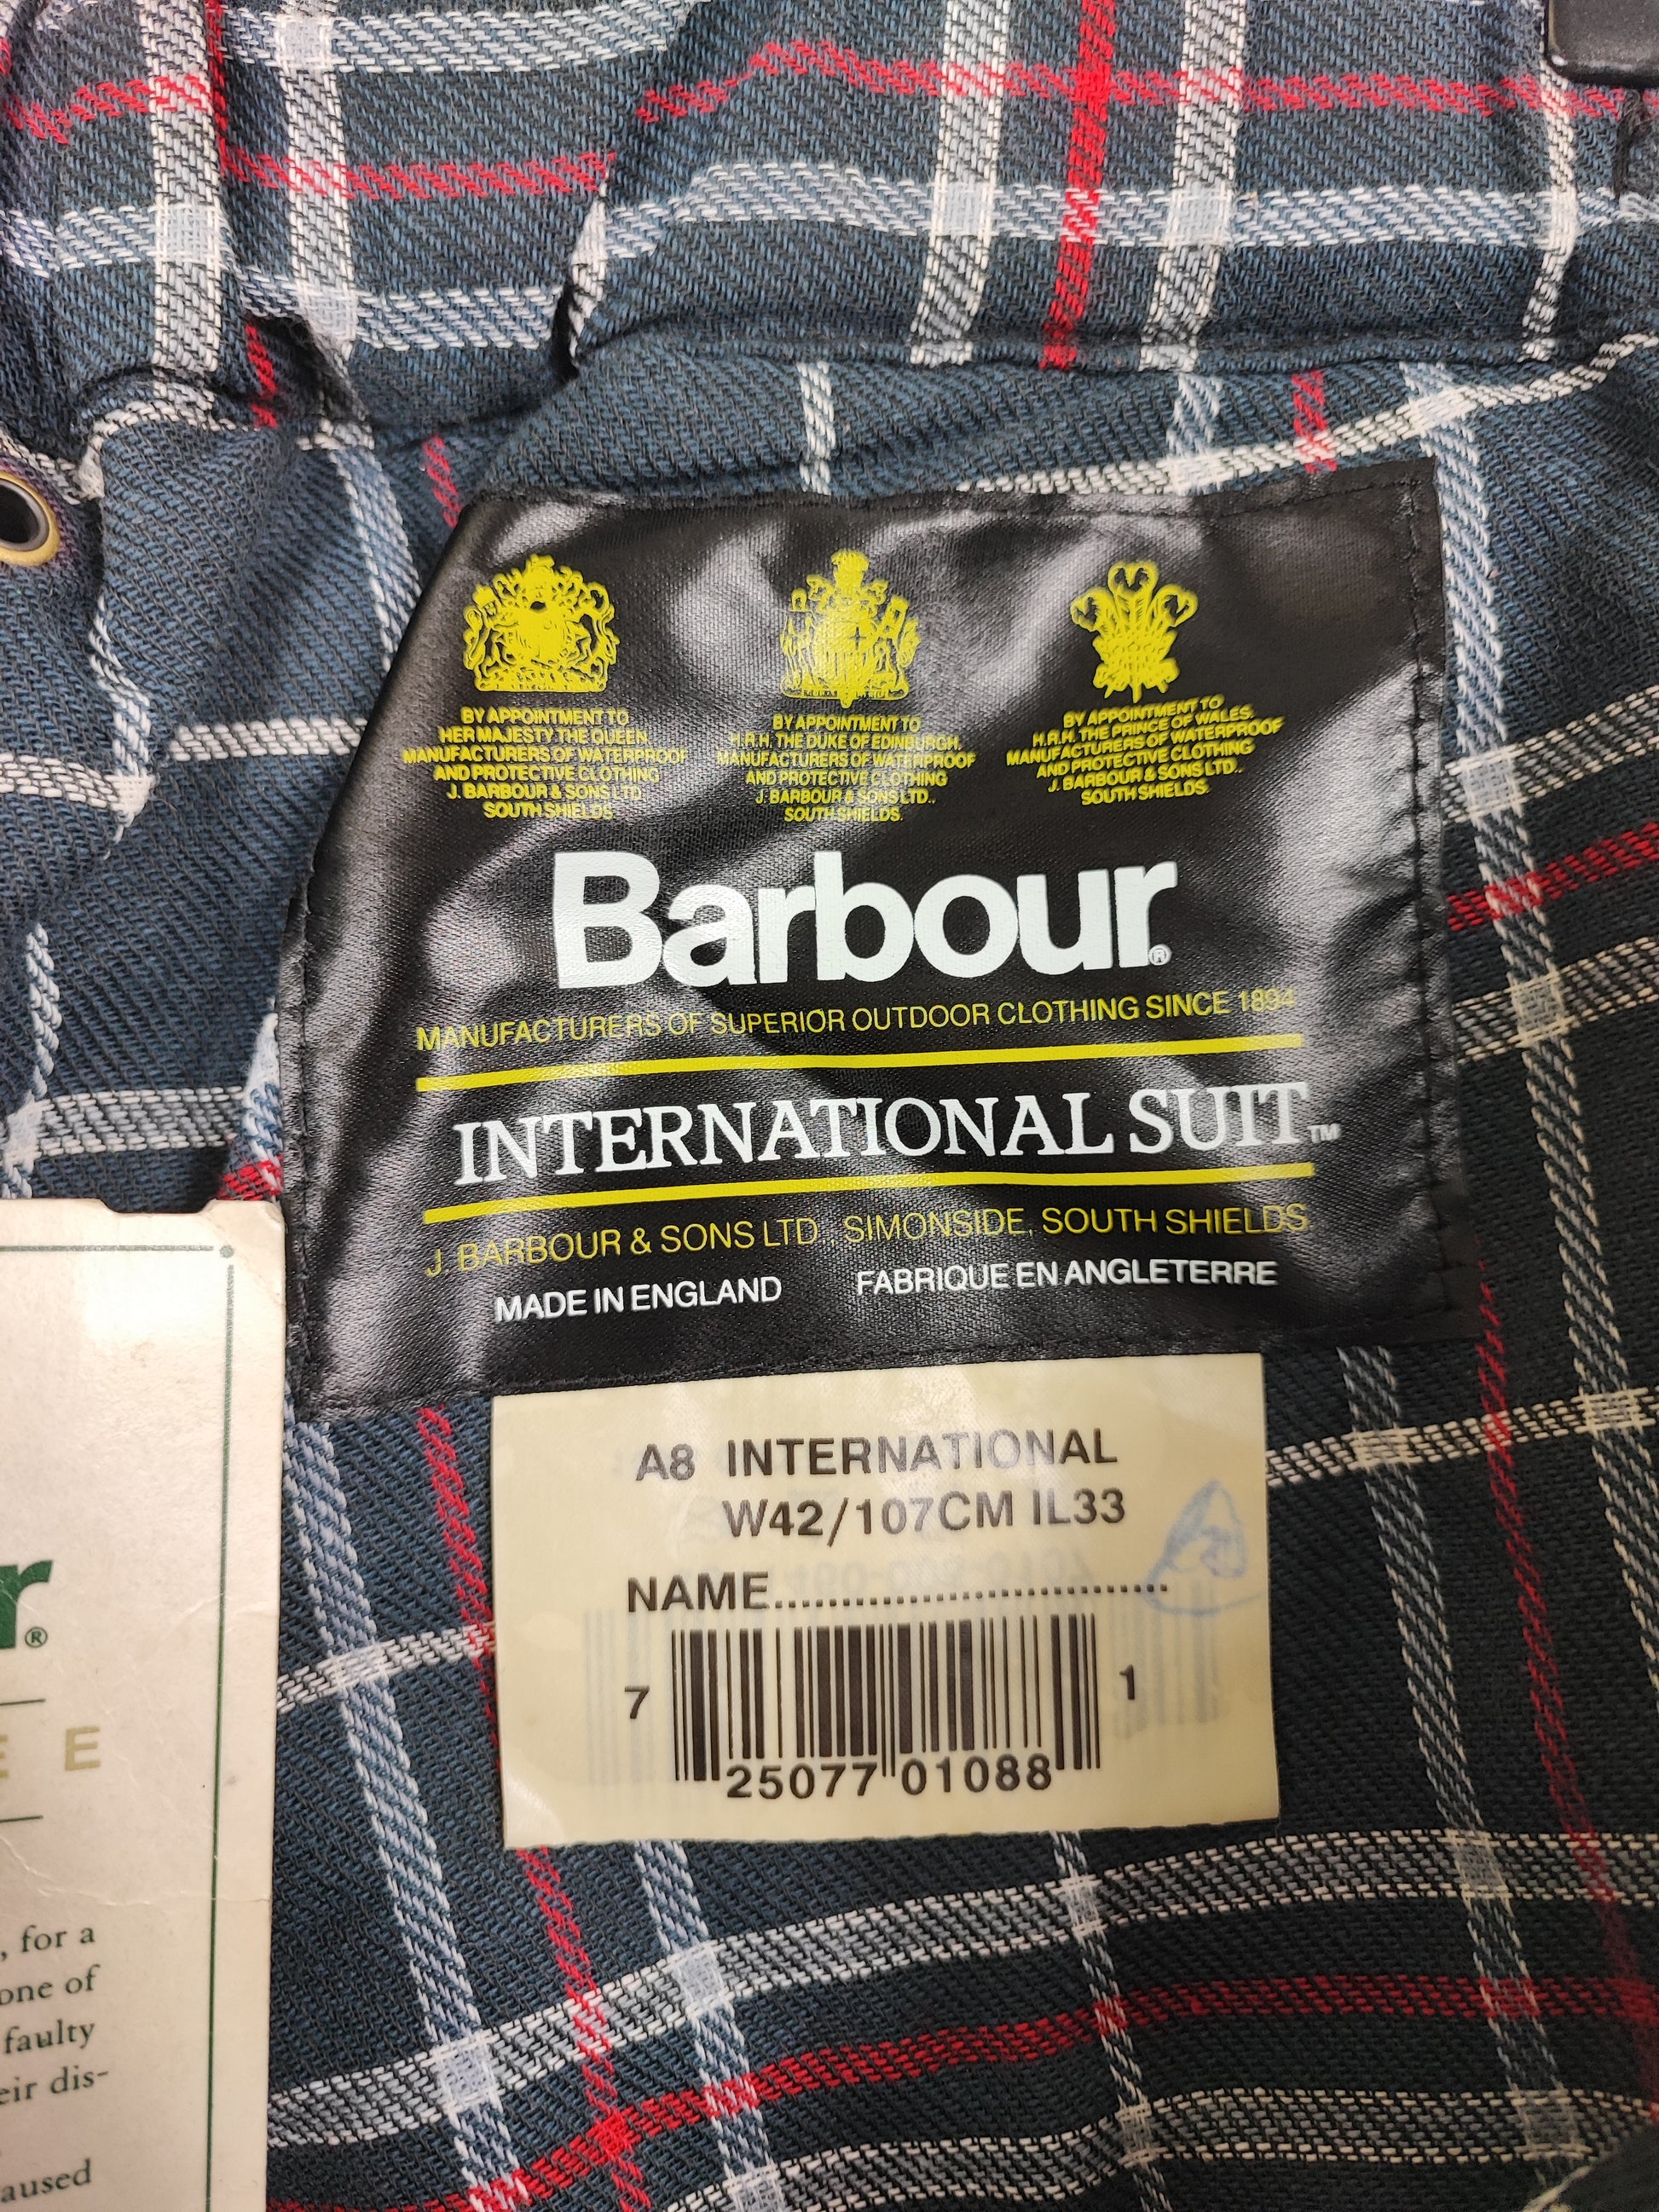 BY APPOINTMENT TO
HER MAJESTY THE QUEEN
MANUFACTURERS OF WATERPROOF
AND PROTECTIVE CLOTHING
J. BARBOUR & SONS LTD.
SOUTH SHIELDS.
BY APPOINTMENT TO
H.R.H. THE DUKE OF EDINBURGH.
MANUFACTURERS OF WATERPROOF
AND PROTECTIVE CLOTHING
J. BARBOUR & SONS LTD..
SOUTH SHIELDS.
BY APPOINTMENT TO
H.R.H. THE PRINCE OF WALES.
MANUFACTURERS OF WATERPROOF
AND PROTECTIVE CLOTHING
J. BARBOUR & SONS LTD..
SOUTH SHIELDS.
Barbour®
MANUFACTURERS OF SUPERIOR OUTDOOR CLOTHING SINCE 1894
INTERNATIONAL SUIT™
J. BARBOUR & SONS LTD., SIMONSIDE, SOUTH SHIELDS
MADE IN ENGLAND FABRIQUE EN ANGLETERRE
A8 INTERNATIONAL
W42/107CM IL33
NAME..............................
7 25077 01088 1
r®
E E
, for a
one of
faulty
eir dis-
aused